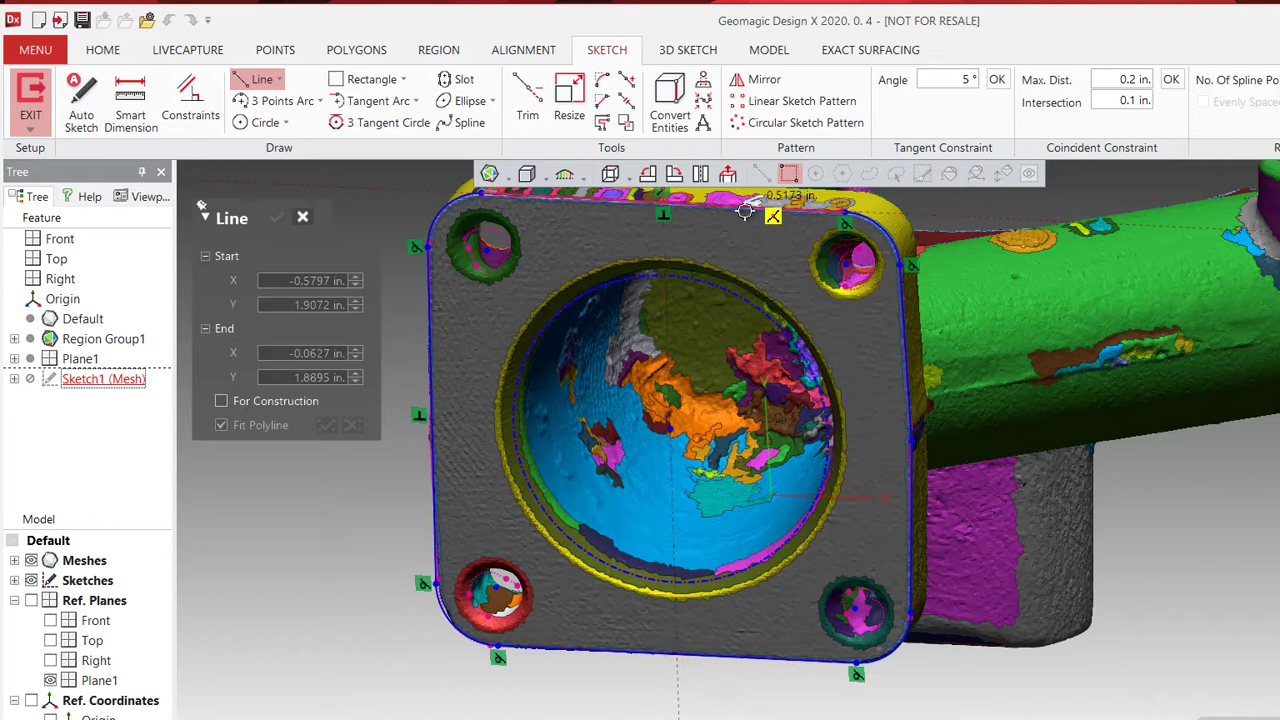 Dx
Geomagic Design X 2020. 0. 4 - [NOT FOR RESALE]
MENU HOME LIVECAPTURE POINTS POLYGONS REGION ALIGNMENT SKETCH 3D SKETCH MODEL EXACT SURFACING
EXIT
Setup
Auto Sketch
Smart Dimension
Constraints
Line Rectangle Slot
3 Points Arc Tangent Arc Ellipse
Circle 3 Tangent Circle Spline
Draw
Trim
Resize
Convert Entities
Tools
Mirror
Linear Sketch Pattern
Circular Sketch Pattern
Pattern
Angle 5 ° OK
Tangent Constraint
Max. Dist. 0.2 in. OK
Intersection 0.1 in.
Coincident Constraint
No. Of Spline Po
Evenly Space
Tree
Tree Help Viewp...
Feature
Front
Top
Right
Origin
Default
Region Group1
Plane1
Sketch1 (Mesh)
Line
Start
X -0.5797 in.
Y 1.9072 in.
End
X -0.0627 in.
Y 1.8895 in.
For Construction
Fit Polyline
0.5173 in.
Model
Default
Meshes
Sketches
Ref. Planes
Front
Top
Right
Plane1
Ref. Coordinates
Origin